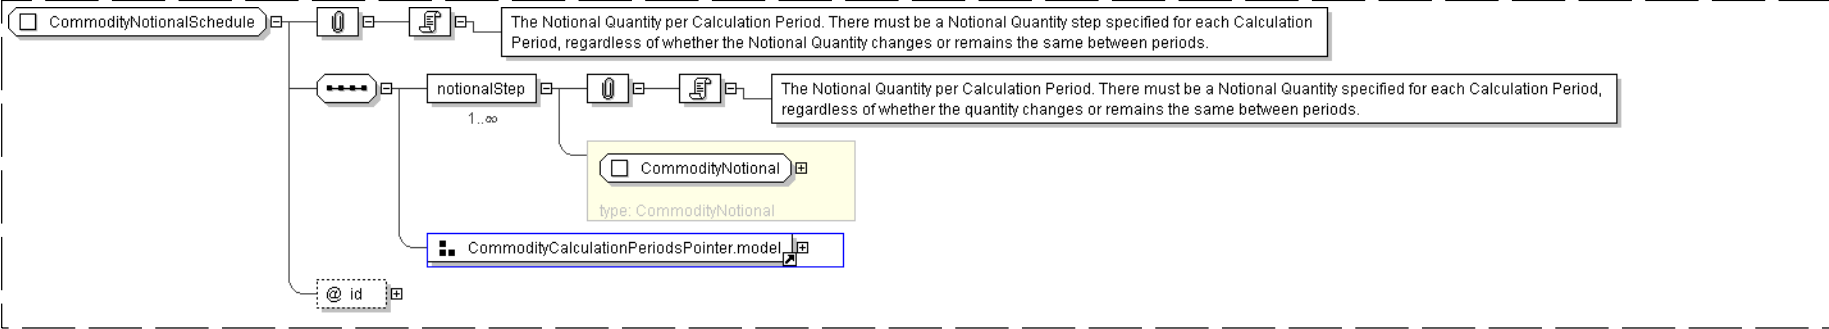 CommodityNotionalSchedule
The Notional Quantity per Calculation Period. There must be a Notional Quantity step specified for each Calculation
Period, regardless of whether the Notional Quantity changes or remains the same between periods.
notionalStep
1..∞
The Notional Quantity per Calculation Period. There must be a Notional Quantity specified for each Calculation Period,
regardless of whether the quantity changes or remains the same between periods.
CommodityNotional
type: CommodityNotional
CommodityCalculationPeriodsPointer.model
@ id